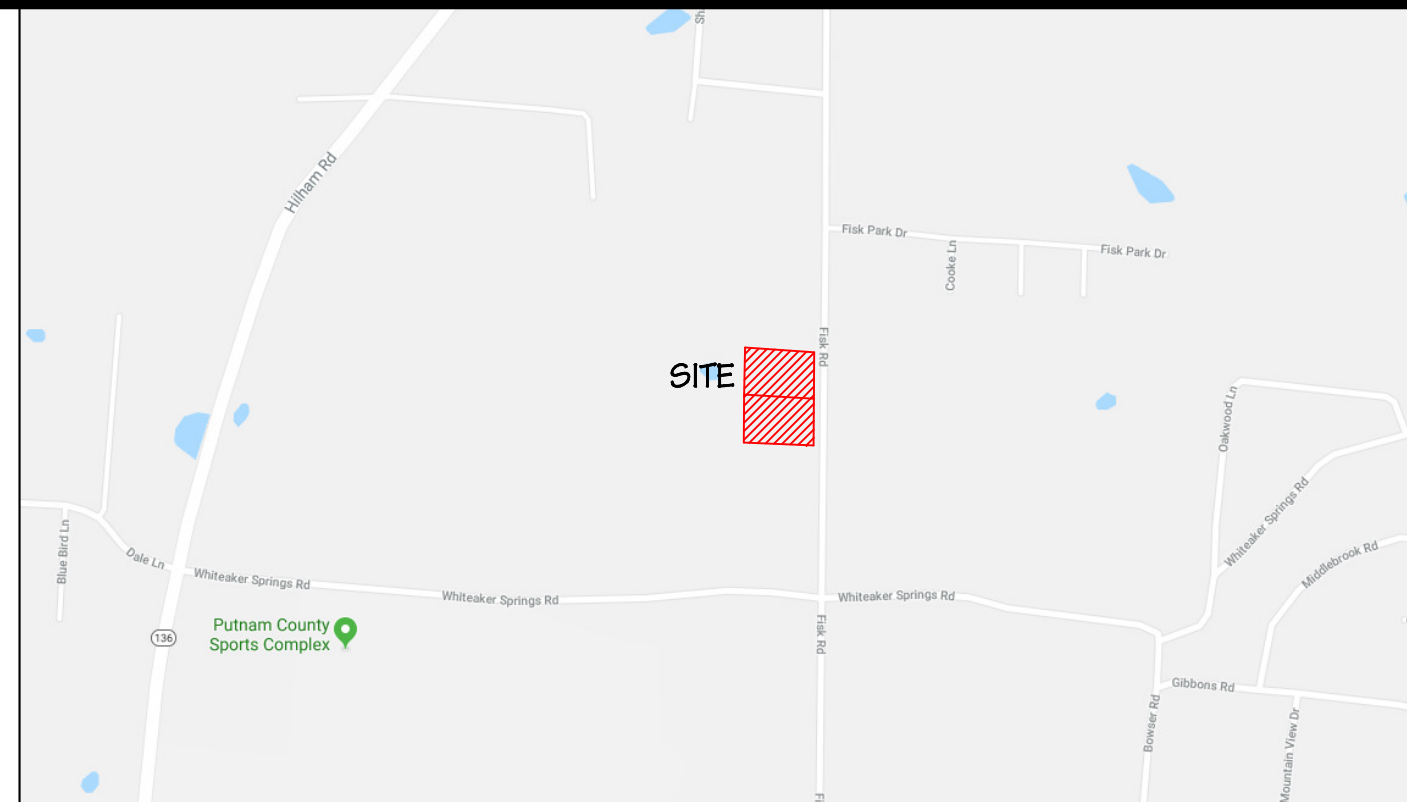 Sh
Hilham Rd
Fisk Park Dr
Cooke Ln
Fisk Park Dr
Fisk Rd
SITE
Oakwood Ln
Whiteaker Springs Rd
Middlebrook Rd
Blue Bird Ln
Dale Ln
Whiteaker Springs Rd
Whiteaker Springs Rd
Whiteaker Springs Rd
136
Putnam County
Sports Complex
Fisk Rd
Gibbons Rd
Bowser Rd
Mountain View Dr
Fi